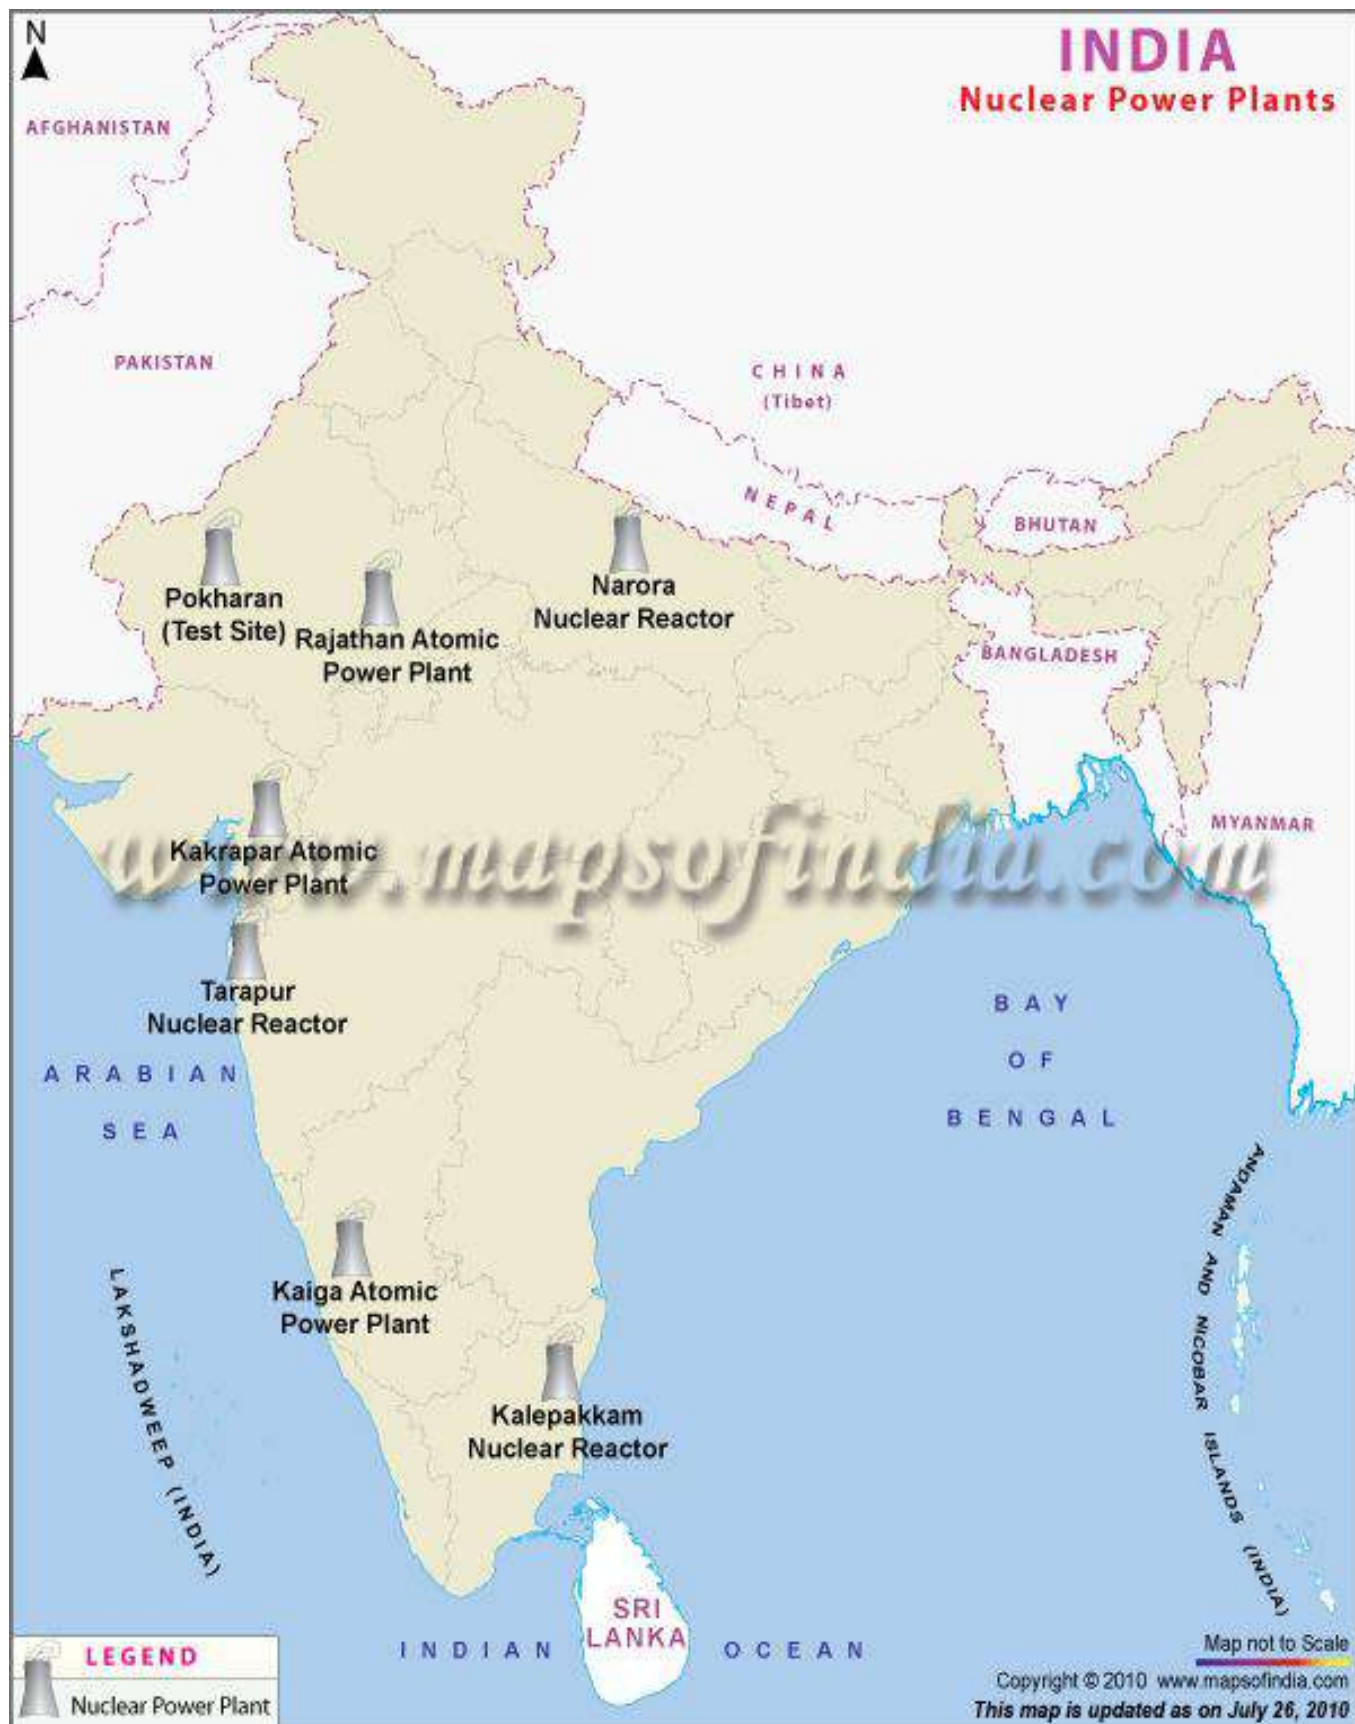 N
INDIA
Nuclear Power Plants
AFGHANISTAN
PAKISTAN
CHINA
(Tibet)
NEPAL
BHUTAN
BANGLADESH
MYANMAR
Pokharan
(Test Site)
Rajathan Atomic
Power Plant
Narora
Nuclear Reactor
Kakrapar Atomic
Power Plant
www.mapsofindia.com
Tarapur
Nuclear Reactor
ARABIAN
SEA
BAY
OF
BENGAL
Kaiga Atomic
Power Plant
Kalepakkam
Nuclear Reactor
LAKSHADWEEP (INDIA)
ANDAMAN AND NICOBAR ISLANDS (INDIA)
SRI
LANKA
INDIAN OCEAN
LEGEND
Nuclear Power Plant
Map not to Scale
Copyright © 2010 www.mapsofindia.com
This map is updated as on July 26, 2010